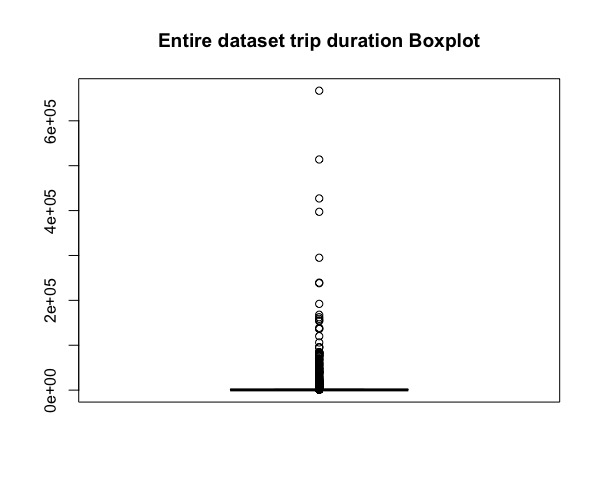 Entire dataset trip duration Boxplot
6e+05
4e+05
2e+05
0e+00